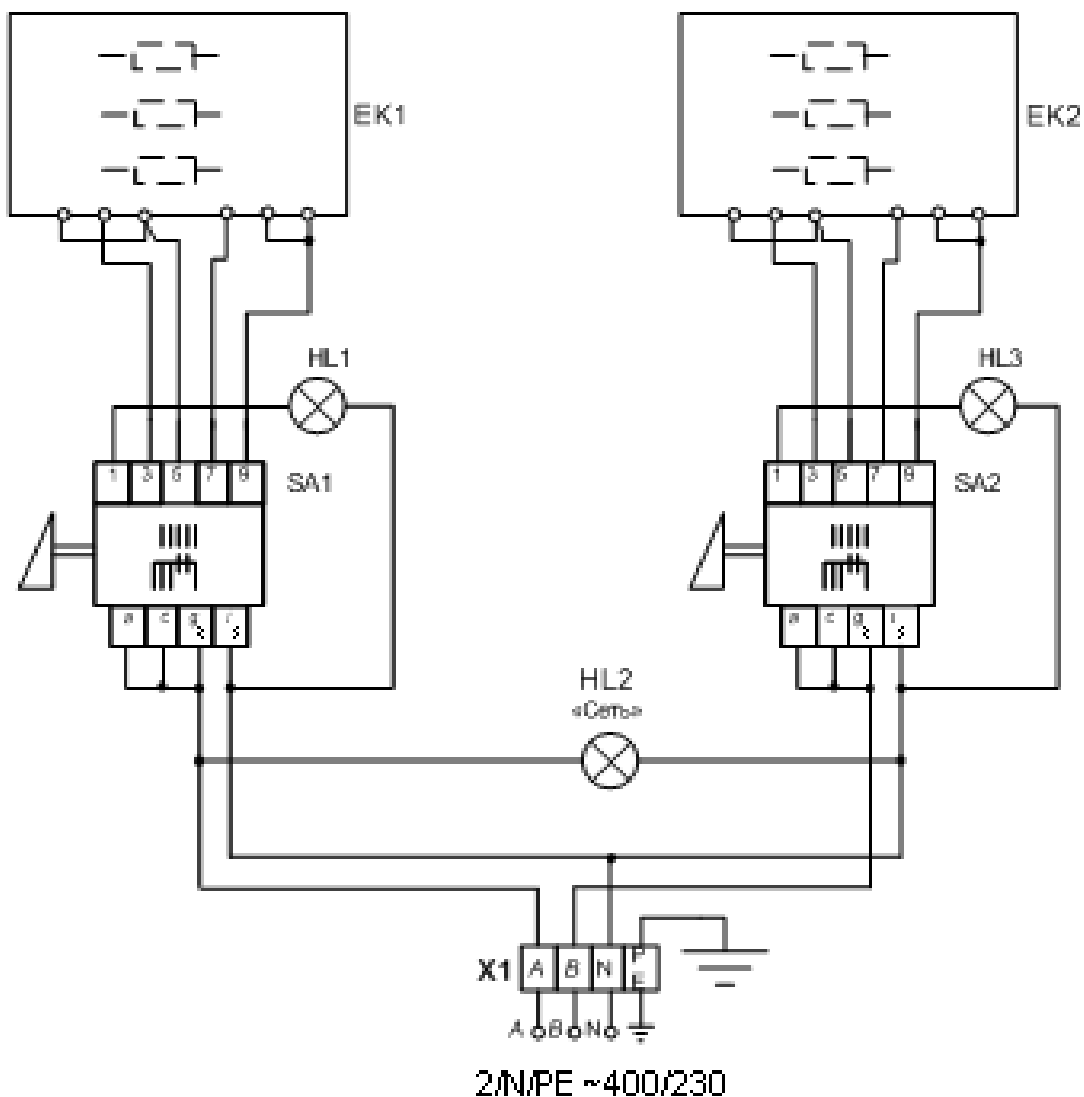 EK1
EK2
HL1
HL3
1 3 5 7 9
SA1
1 3 5 7 9
SA2
a c g r
a c g r
HL2
«Сеть»
X1 A B N PE
A B N
2/N/PE ~400/230